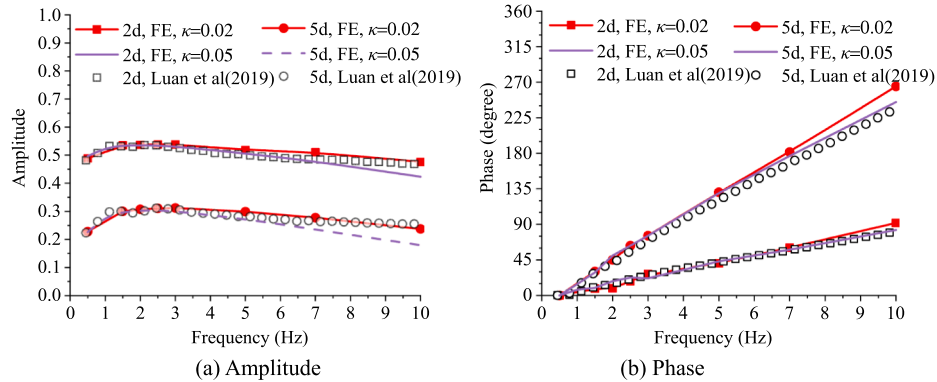 2d, FE, κ=0.02
5d, FE, κ=0.02
2d, FE, κ=0.05
5d, FE, κ=0.05
2d, Luan et al(2019)
5d, Luan et al(2019)
1.0
0.9
0.8
0.7
0.6
0.5
0.4
0.3
0.2
0.1
0.0
Amplitude
0 1 2 3 4 5 6 7 8 9 10
Frequency (Hz)
(a) Amplitude
2d, FE, κ=0.02
5d, FE, κ=0.02
2d, FE, κ=0.05
5d, FE, κ=0.05
2d, Luan et al(2019)
5d, Luan et al(2019)
360
315
270
225
180
135
90
45
0
Phase (degree)
0 1 2 3 4 5 6 7 8 9 10
Frequency (Hz)
(b) Phase